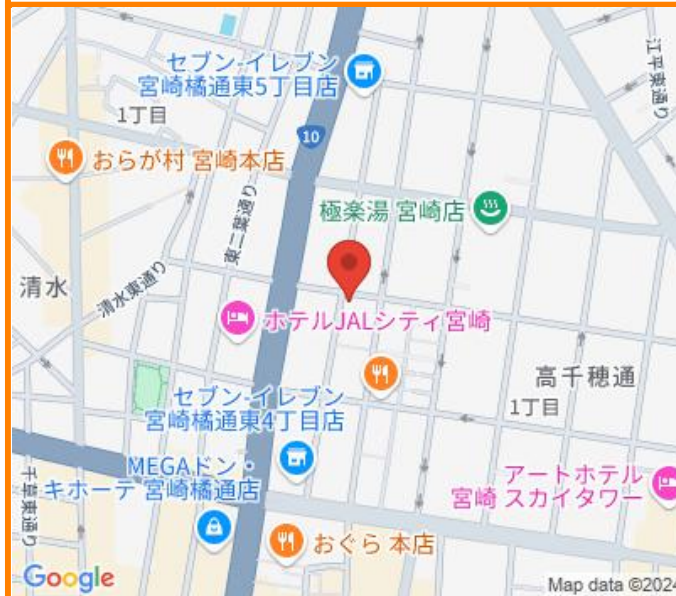 セブン-イレブン
宮崎橘通東5丁目店
江平東通り
1丁目
10
おらが村 宮崎本店
東二葉通り
極楽湯 宮崎店
清水
清水東通り
ホテルJALシティ宮崎
高千穂通
1丁目
セブン-イレブン
宮崎橘通東4丁目店
MEGAドン・
キホーテ 宮崎橘通店
アートホテル
宮崎 スカイタワー
千草東通り
おぐら 本店
Google
Map data ©2024